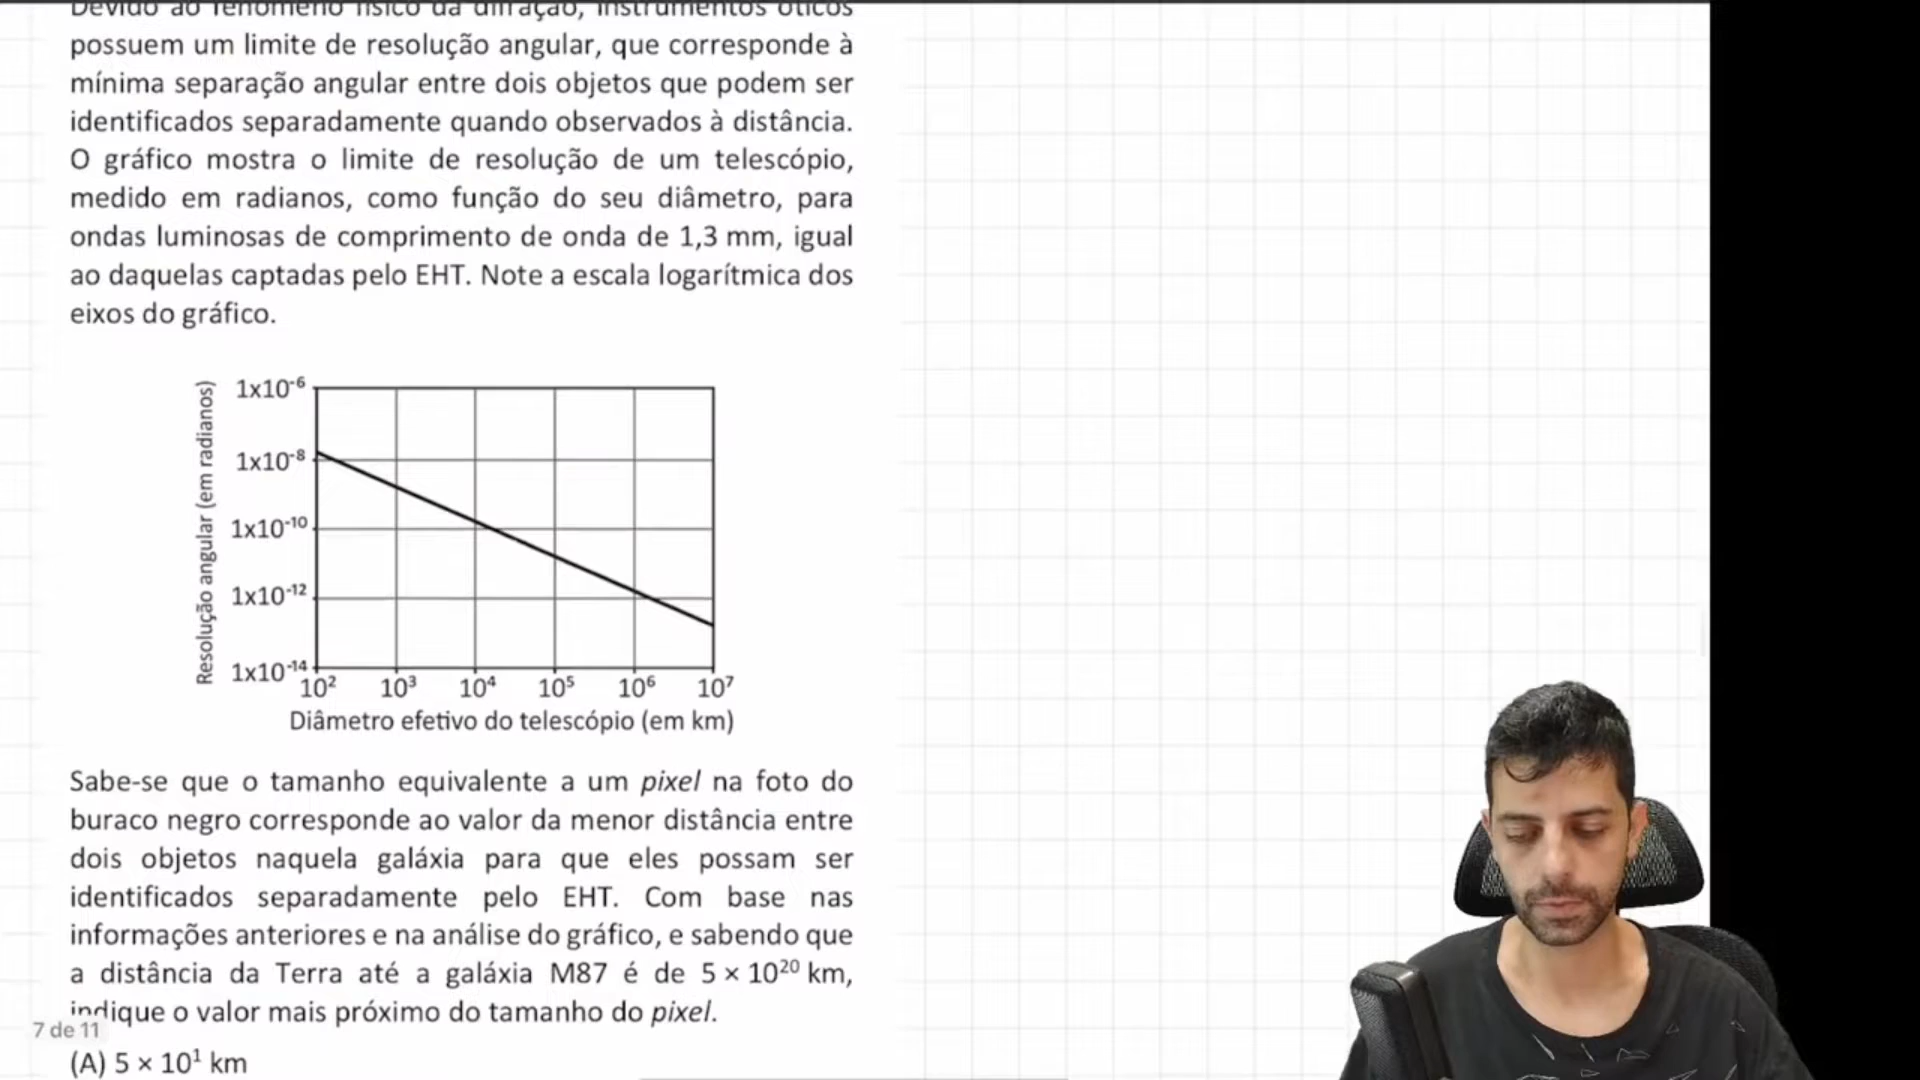 Devido ao fenômeno físico da difração, instrumentos óticos
possuem um limite de resolução angular, que corresponde à
mínima separação angular entre dois objetos que podem ser
identificados separadamente quando observados à distância.
O gráfico mostra o limite de resolução de um telescópio,
medido em radianos, como função do seu diâmetro, para
ondas luminosas de comprimento de onda de 1,3 mm, igual
ao daquelas captadas pelo EHT. Note a escala logarítmica dos
eixos do gráfico.
Resolução angular (em radianos)
1x10⁻⁶
1x10⁻⁸
1x10⁻¹⁰
1x10⁻¹²
1x10⁻¹⁴
10² 10³ 10⁴ 10⁵ 10⁶ 10⁷
Diâmetro efetivo do telescópio (em km)
Sabe-se que o tamanho equivalente a um pixel na foto do
buraco negro corresponde ao valor da menor distância entre
dois objetos naquela galáxia para que eles possam ser
identificados separadamente pelo EHT. Com base nas
informações anteriores e na análise do gráfico, e sabendo que
a distância da Terra até a galáxia M87 é de 5 × 10²⁰ km,
indique o valor mais próximo do tamanho do pixel.
7 de 11
(A) 5 × 10¹ km